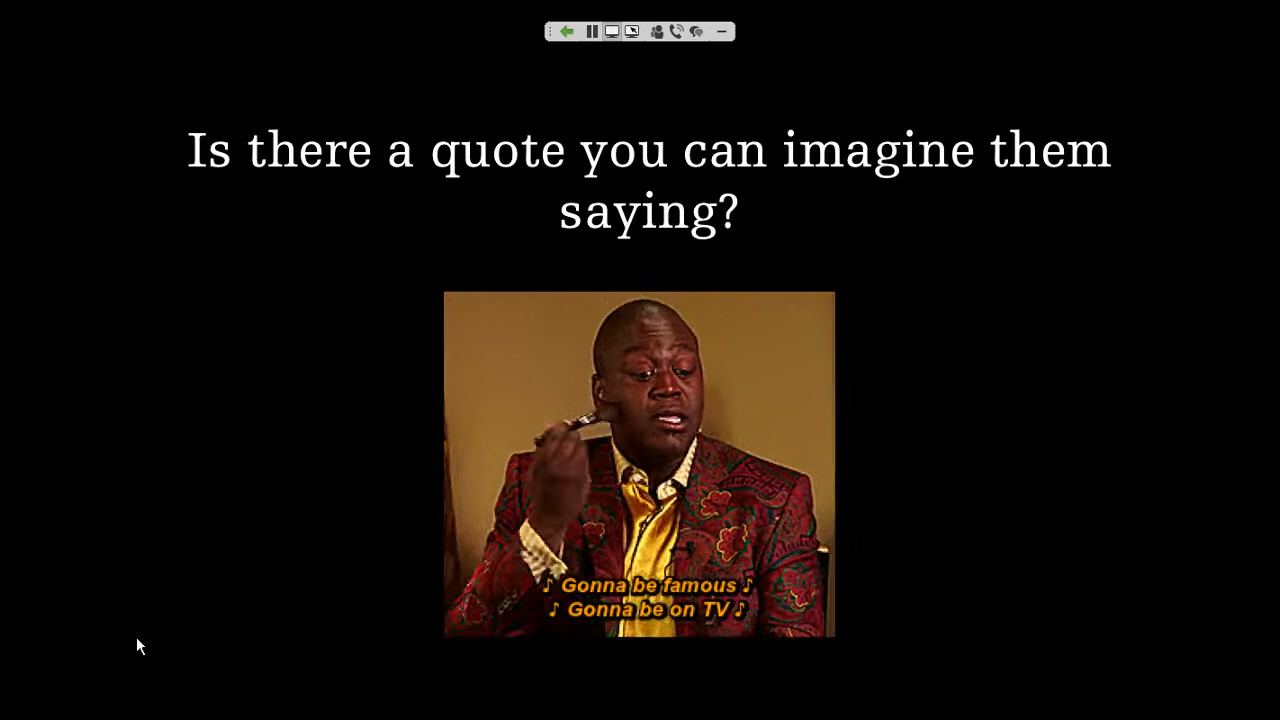 Is there a quote you can imagine them
saying?
♪ Gonna be famous ♪
♪ Gonna be on TV ♪